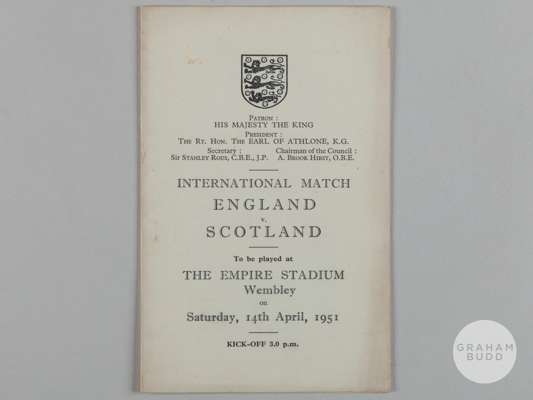 Patron :
HIS MAJESTY THE KING
President :
The Rt. Hon. The EARL OF ATHLONE, K.G.
Secretary : Chairman of the Council :
Sir Stanley Rous, C.B.E., J.P. A. Brook Hirst, O.B.E.
INTERNATIONAL MATCH
ENGLAND
v.
SCOTLAND
To be played at
THE EMPIRE STADIUM
Wembley
on
Saturday, 14th April, 1951
KICK-OFF 3.0 p.m.
GRAHAM
BUDD